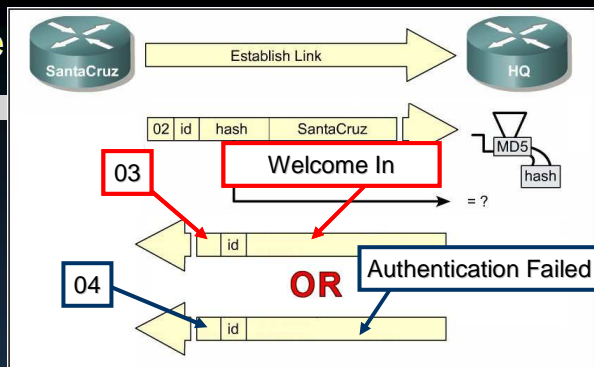 e
Establish Link
SantaCruz
HQ
02 id hash SantaCruz
MD5
hash
= ?
03
Welcome In
id
OR
04
Authentication Failed
id